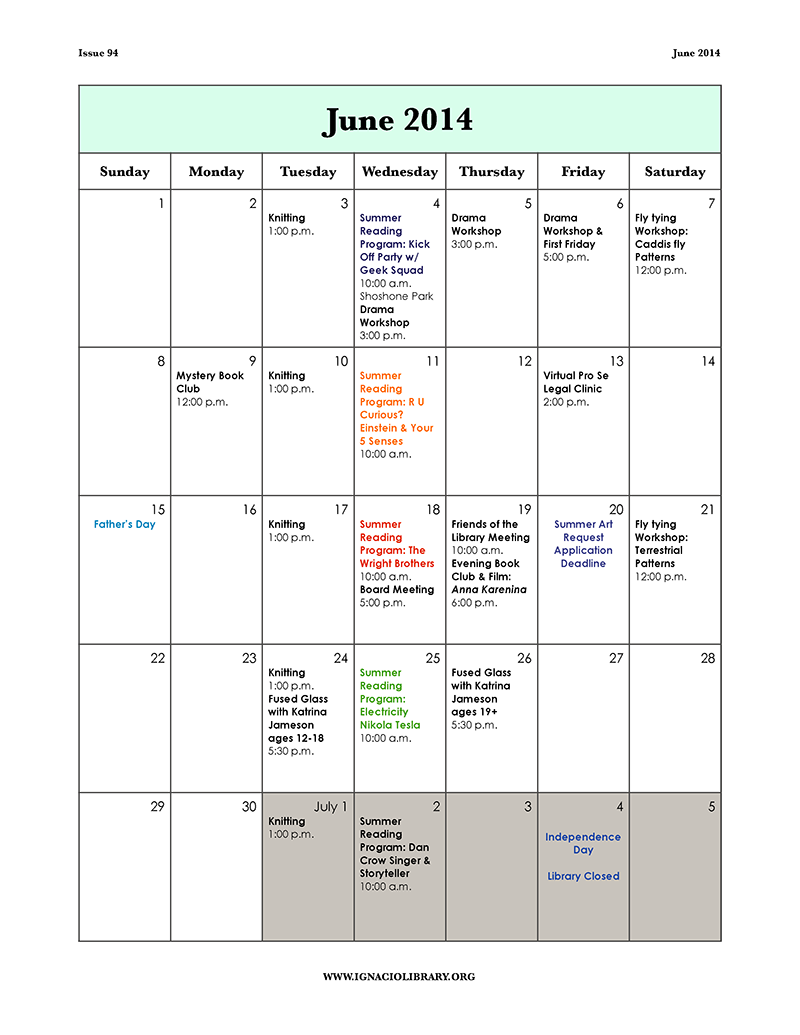 Issue 94
June 2014
June 2014
Sunday
Monday
Tuesday
Wednesday
Thursday
Friday
Saturday
1
2
3
Knitting
1:00 p.m.
4
Summer
Reading
Program: Kick
Off Party w/
Geek Squad
10:00 a.m.
Shoshone Park
Drama
Workshop
3:00 p.m.
5
Drama
Workshop
3:00 p.m.
6
Drama
Workshop &
First Friday
5:00 p.m.
7
Fly tying
Workshop:
Caddis fly
Patterns
12:00 p.m.
8
9
Mystery Book
Club
12:00 p.m.
10
Knitting
1:00 p.m.
11
Summer
Reading
Program: R U
Curious?
Einstein & Your
5 Senses
10:00 a.m.
12
13
Virtual Pro Se
Legal Clinic
2:00 p.m.
14
15
Father's Day
16
17
Knitting
1:00 p.m.
18
Summer
Reading
Program: The
Wright Brothers
10:00 a.m.
Board Meeting
5:00 p.m.
19
Friends of the
Library Meeting
10:00 a.m.
Evening Book
Club & Film:
Anna Karenina
6:00 p.m.
20
Summer Art
Request
Application
Deadline
21
Fly tying
Workshop:
Terrestrial
Patterns
12:00 p.m.
22
23
24
Knitting
1:00 p.m.
Fused Glass
with Katrina
Jameson
ages 12-18
5:30 p.m.
25
Summer
Reading
Program:
Electricity
Nikola Tesla
10:00 a.m.
26
Fused Glass
with Katrina
Jameson
ages 19+
5:30 p.m.
27
28
29
30
July 1
Knitting
1:00 p.m.
2
Summer
Reading
Program: Dan
Crow Singer &
Storyteller
10:00 a.m.
3
4
Independence
Day
Library Closed
5
WWW.IGNACIOLIBRARY.ORG